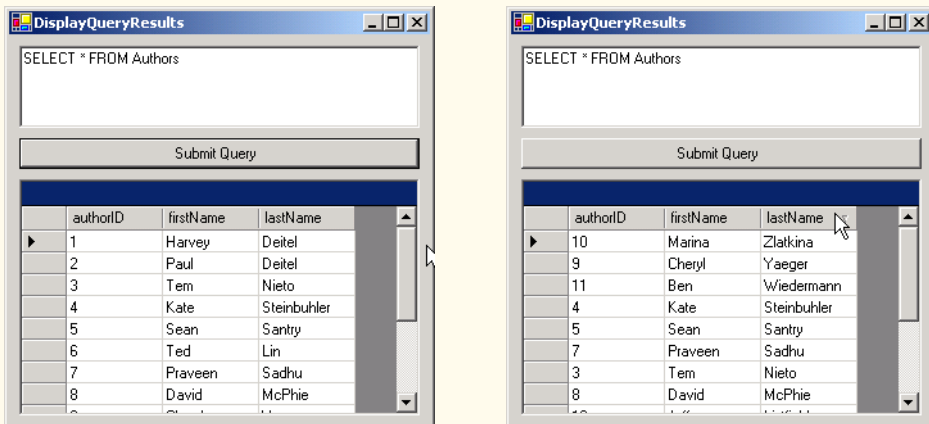 DisplayQueryResults
SELECT * FROM Authors
Submit Query
authorID firstName lastName
1 Harvey Deitel
2 Paul Deitel
3 Tem Nieto
4 Kate Steinbuhler
5 Sean Santry
6 Ted Lin
7 Praveen Sadhu
8 David McPhie
DisplayQueryResults
SELECT * FROM Authors
Submit Query
authorID firstName lastName
10 Marina Zlatkina
9 Cheryl Yaeger
11 Ben Wiedermann
4 Kate Steinbuhler
5 Sean Santry
7 Praveen Sadhu
3 Tem Nieto
8 David McPhie